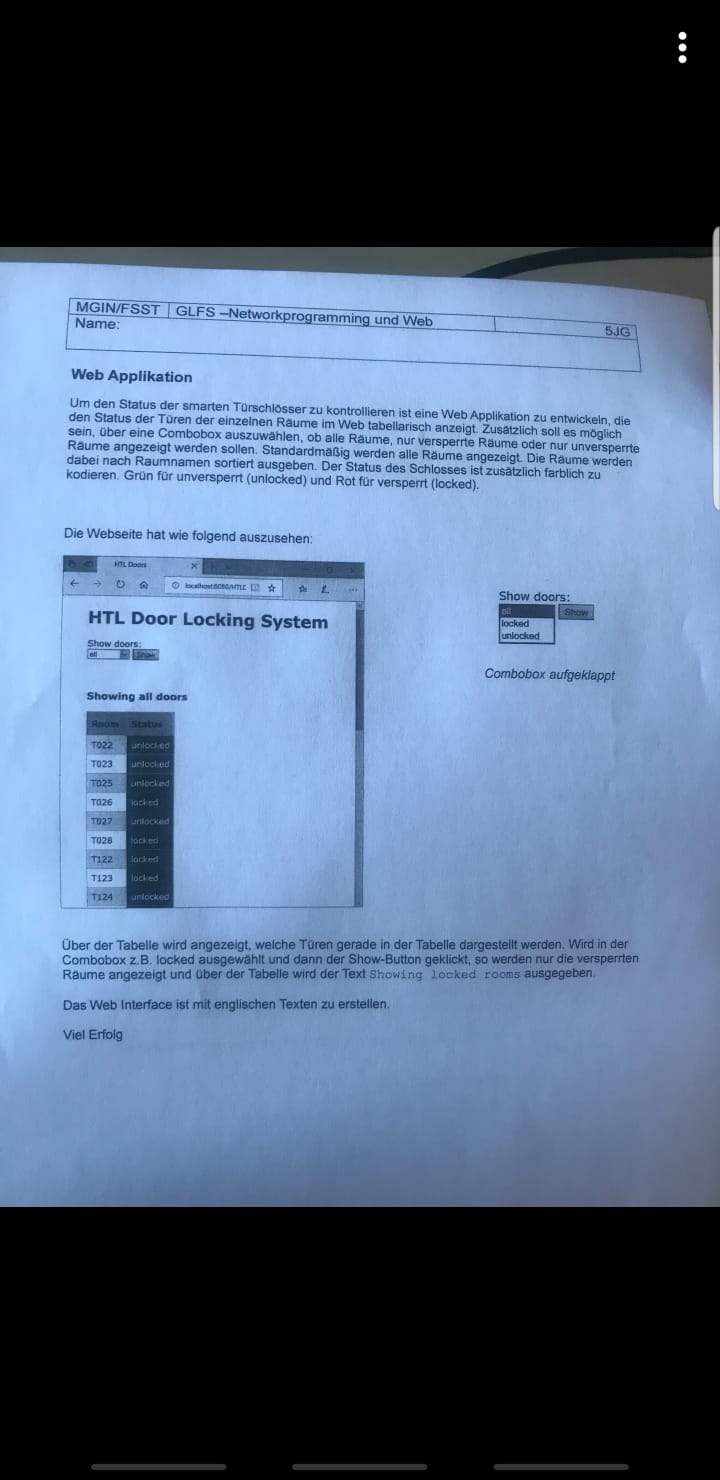 MGIN/FSST GLFS –Networkprogramming und Web 5JG
Name:
Web Applikation
Um den Status der smarten Türschlösser zu kontrollieren ist eine Web Applikation zu entwickeln, die
den Status der Türen der einzelnen Räume im Web tabellarisch anzeigt. Zusätzlich soll es möglich
sein, über eine Combobox auszuwählen, ob alle Räume, nur versperrte Räume oder nur unversperrte
Räume angezeigt werden sollen. Standardmäßig werden alle Räume angezeigt. Die Räume werden
dabei nach Raumnamen sortiert ausgeben. Der Status des Schlosses ist zusätzlich farblich zu
kodieren. Grün für unversperrt (unlocked) und Rot für versperrt (locked).
Die Webseite hat wie folgend auszusehen:
HTL Doors
localhost:5080/HTLC
HTL Door Locking System
Show doors:
all Show
Showing all doors
Room Status
T022 unlocked
T023 unlocked
T025 unlocked
T026 locked
T027 unlocked
T028 locked
T122 locked
T123 locked
T124 unlocked
Show doors:
all Show
locked
unlocked
Combobox aufgeklappt
Über der Tabelle wird angezeigt, welche Türen gerade in der Tabelle dargestellt werden. Wird in der
Combobox z.B. locked ausgewählt und dann der Show-Button geklickt, so werden nur die versperrten
Räume angezeigt und über der Tabelle wird der Text Showing locked rooms ausgegeben.
Das Web Interface ist mit englischen Texten zu erstellen.
Viel Erfolg